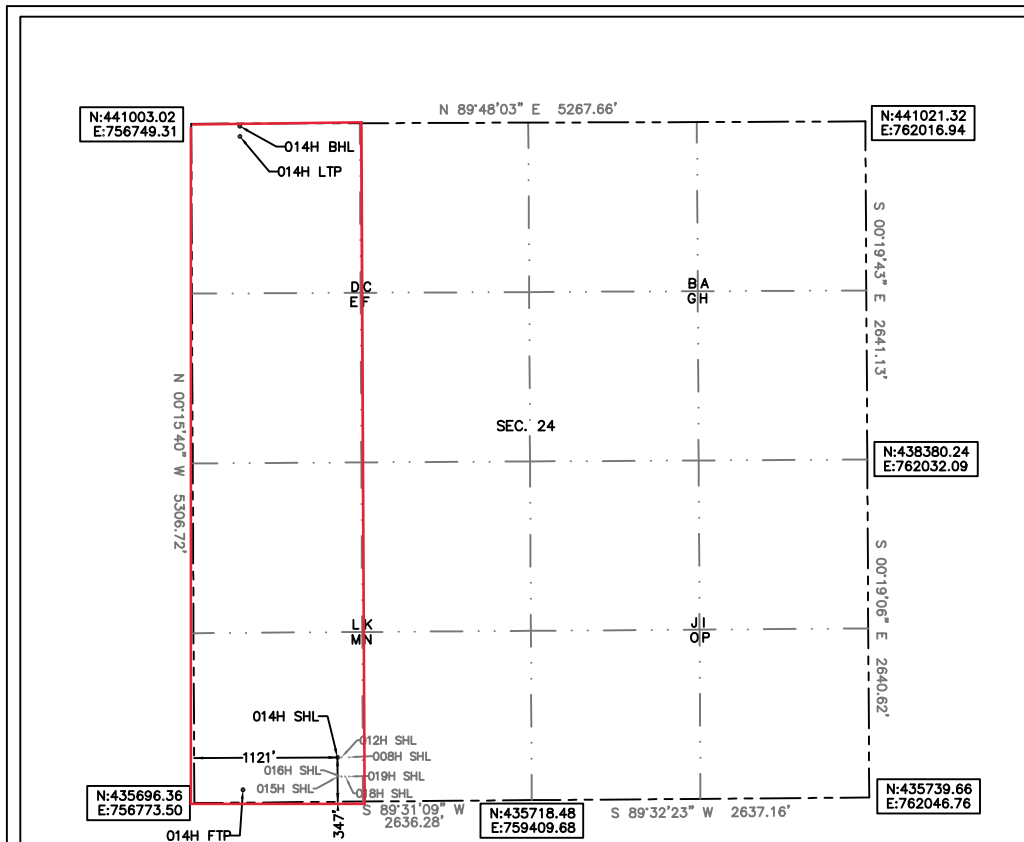 N 89°48'03" E 5267.66'
N:441003.02
E:756749.31
N:441021.32
E:762016.94
014H BHL
014H LTP
S 00°19'43" E 2641.13'
D C
E F
B A
G H
N 00°15'40" W 5306.72'
SEC. 24
N:438380.24
E:762032.09
S 00°19'06" E 2640.62'
L K
M N
J I
O P
014H SHL
012H SHL
1121'
008H SHL
016H SHL
019H SHL
015H SHL
018H SHL
N:435696.36
E:756773.50
347'
S 89°31'09" W
2636.28'
N:435718.48
E:759409.68
S 89°32'23" W 2637.16'
N:435739.66
E:762046.76
014H FTP